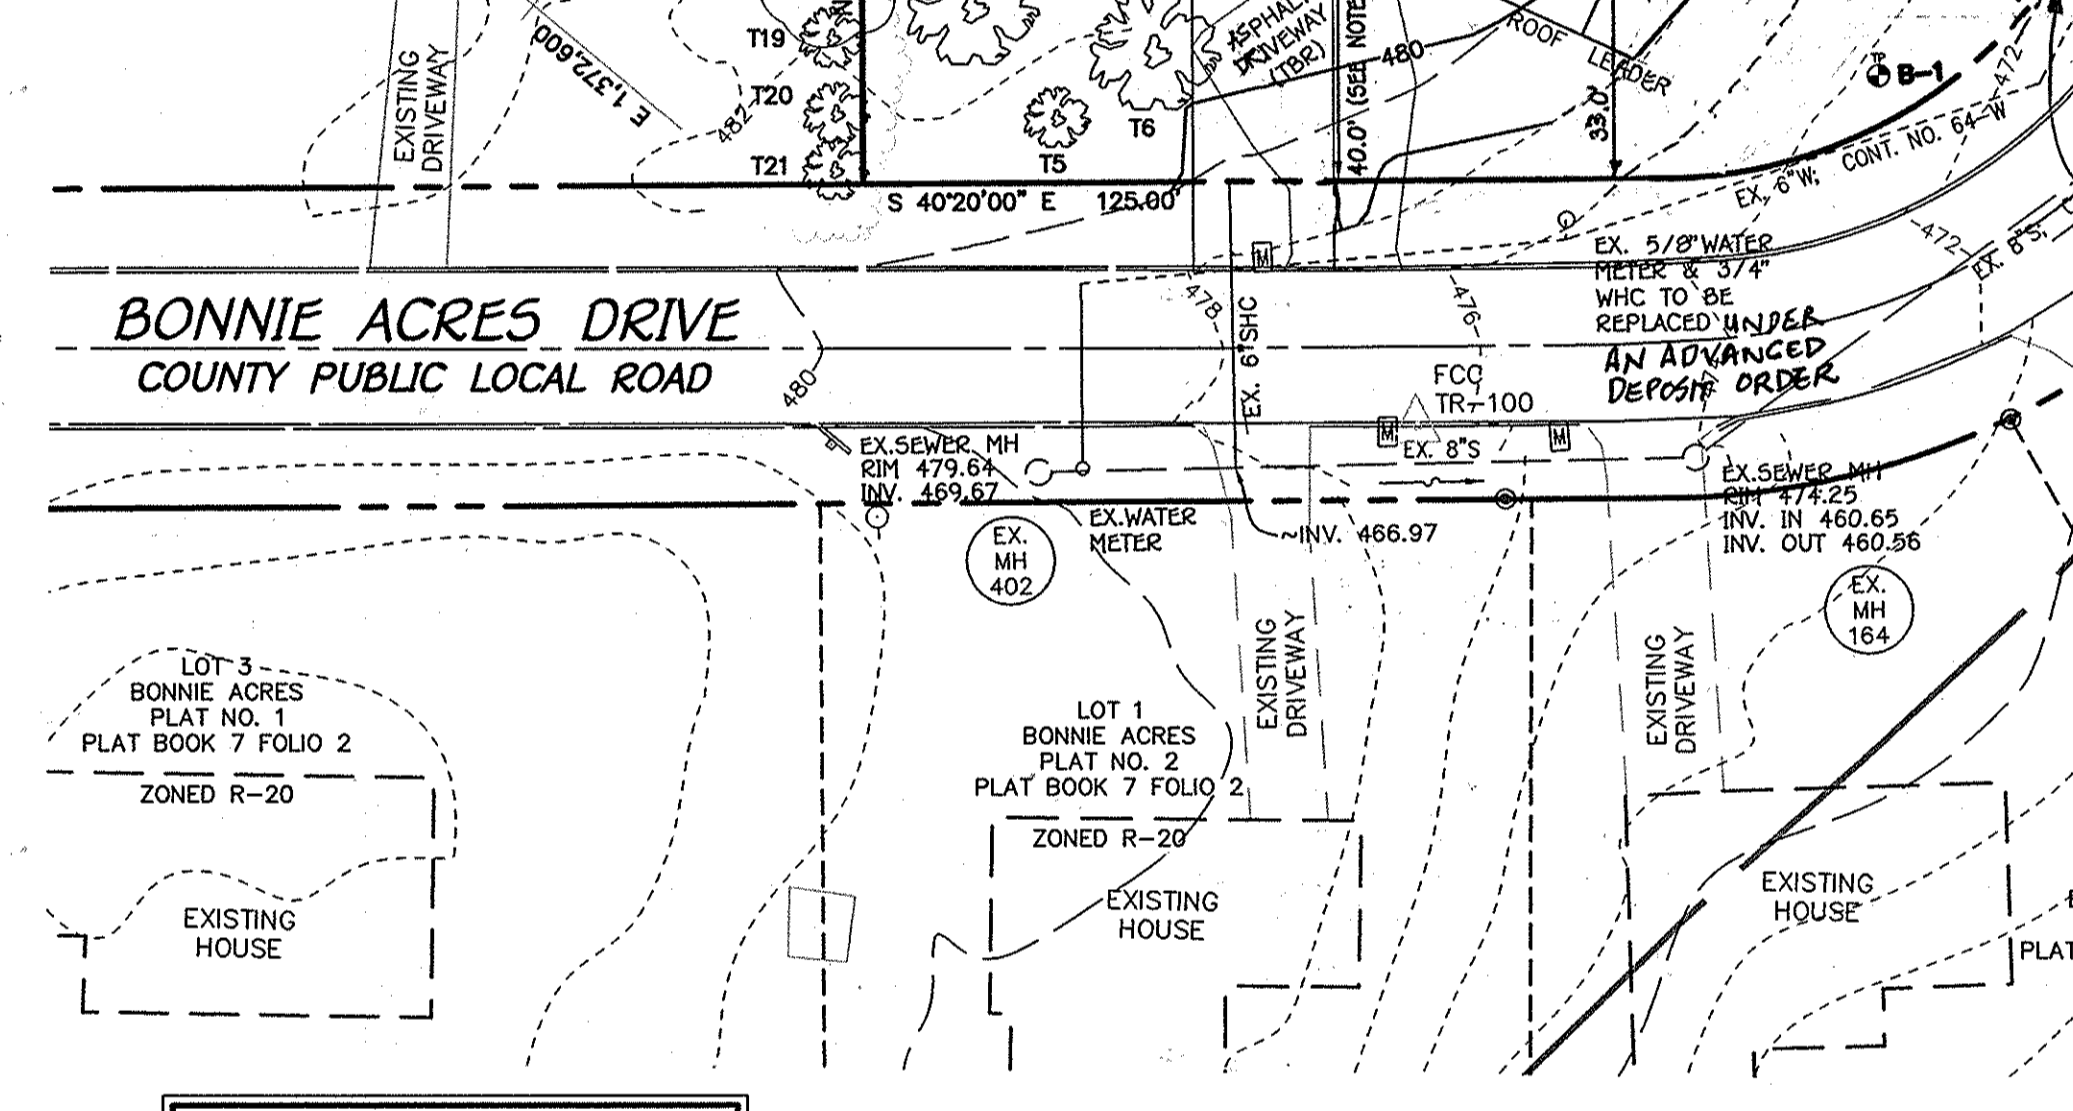 T19
T20
T21
EXISTING
DRIVEWAY
E 1,372,600
482
T5
T6
ASPHALT
DRIVEWAY
(TBR)
40.0' (SEE NOTE
480
ROOF
LEADER
33.0'
TP
B-1
472
CONT. NO. 64-W
EX. 6"W;
S 40°20'00" E 125.00'
M
EX. 5/8" WATER
METER & 3/4"
WHC TO BE
REPLACED UNDER
AN ADVANCED
DEPOSIT ORDER
472
EX. 8"S,
BONNIE ACRES DRIVE
COUNTY PUBLIC LOCAL ROAD
480
478
EX. 6"SHC
476
FCC
TR-100
M
M
EX. 8"S
EX.SEWER MH
RIM 479.64
INV. 469.67
EX.WATER
METER
EX.
MH
402
~INV. 466.97
EX.SEWER MH
RIM 474.25
INV. IN 460.65
INV. OUT 460.56
EX.
MH
164
EXISTING
DRIVEWAY
EXISTING
DRIVEWAY
LOT 3
BONNIE ACRES
PLAT NO. 1
PLAT BOOK 7 FOLIO 2
ZONED R-20
EXISTING
HOUSE
LOT 1
BONNIE ACRES
PLAT NO. 2
PLAT BOOK 7 FOLIO 2
ZONED R-20
EXISTING
HOUSE
EXISTING
HOUSE
PLAT